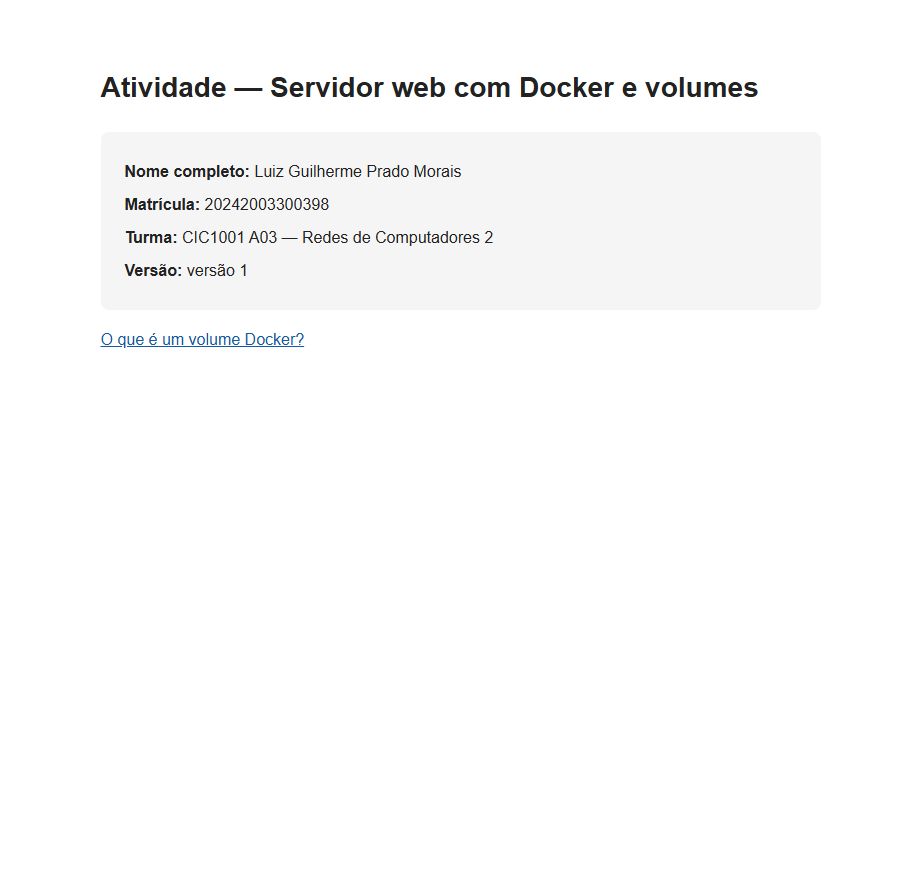 Atividade — Servidor web com Docker e volumes
Nome completo: Luiz Guilherme Prado Morais
Matrícula: 20242003300398
Turma: CIC1001 A03 — Redes de Computadores 2
Versão: versão 1
O que é um volume Docker?